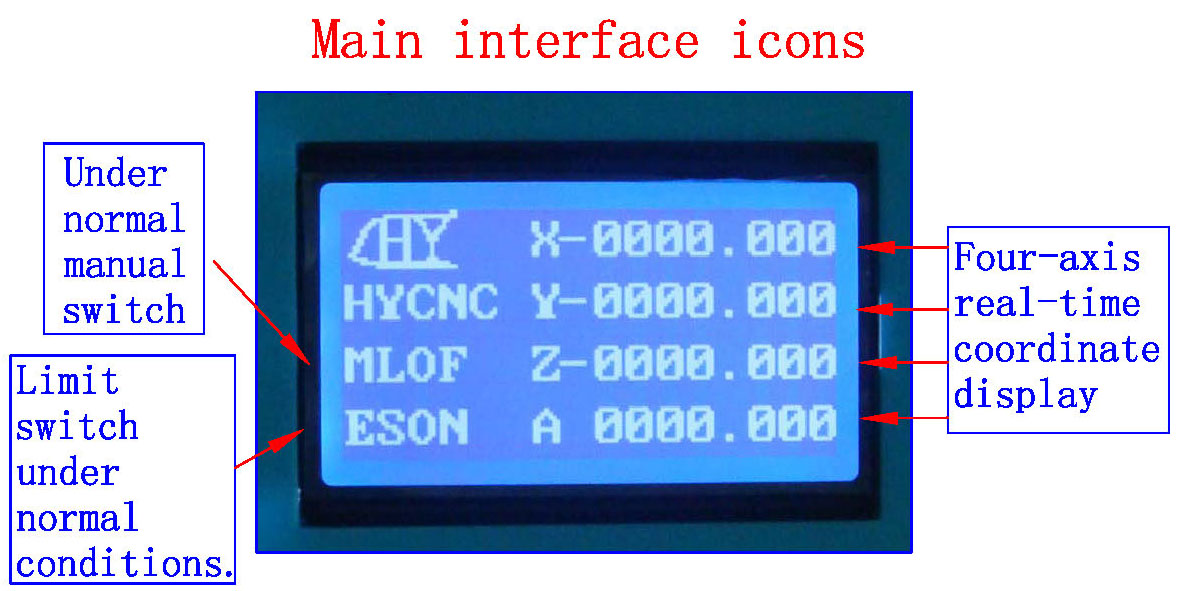 Main interface icons
Under
normal
manual
switch
Limit
switch
under
normal
conditions.
HY
X-0000.000
HYCNC Y-0000.000
MLOF Z-0000.000
ESON A 0000.000
Four-axis
real-time
coordinate
display